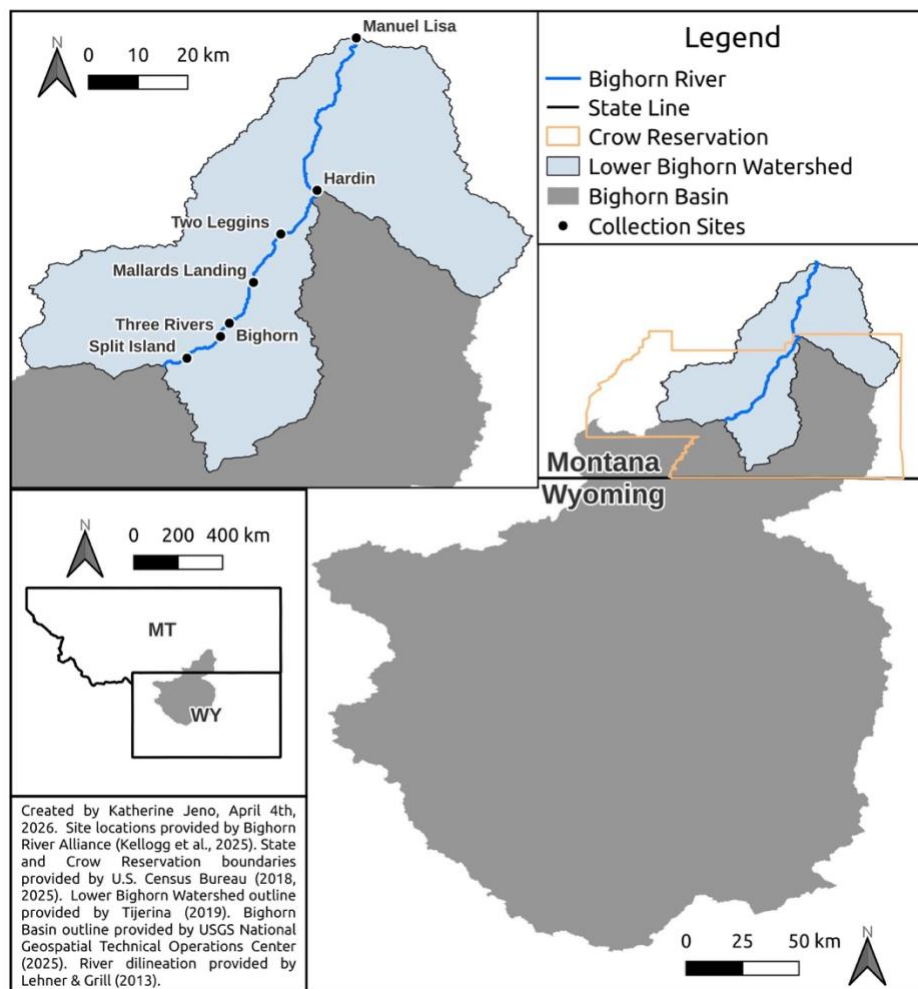 N
0 10 20 km
Manuel Lisa
Hardin
Two Leggins
Mallards Landing
Three Rivers
Bighorn
Split Island
Legend
Bighorn River
State Line
Crow Reservation
Lower Bighorn Watershed
Bighorn Basin
Collection Sites
Montana
Wyoming
N
0 200 400 km
MT
WY
Created by Katherine Jeno, April 4th,
2026. Site locations provided by Bighorn
River Alliance (Kellogg et al., 2025). State
and Crow Reservation boundaries
provided by U.S. Census Bureau (2018,
2025). Lower Bighorn Watershed outline
provided by Tijerina (2019). Bighorn
Basin outline provided by USGS National
Geospatial Technical Operations Center
(2025). River dilineation provided by
Lehner & Grill (2013).
0 25 50 km
N